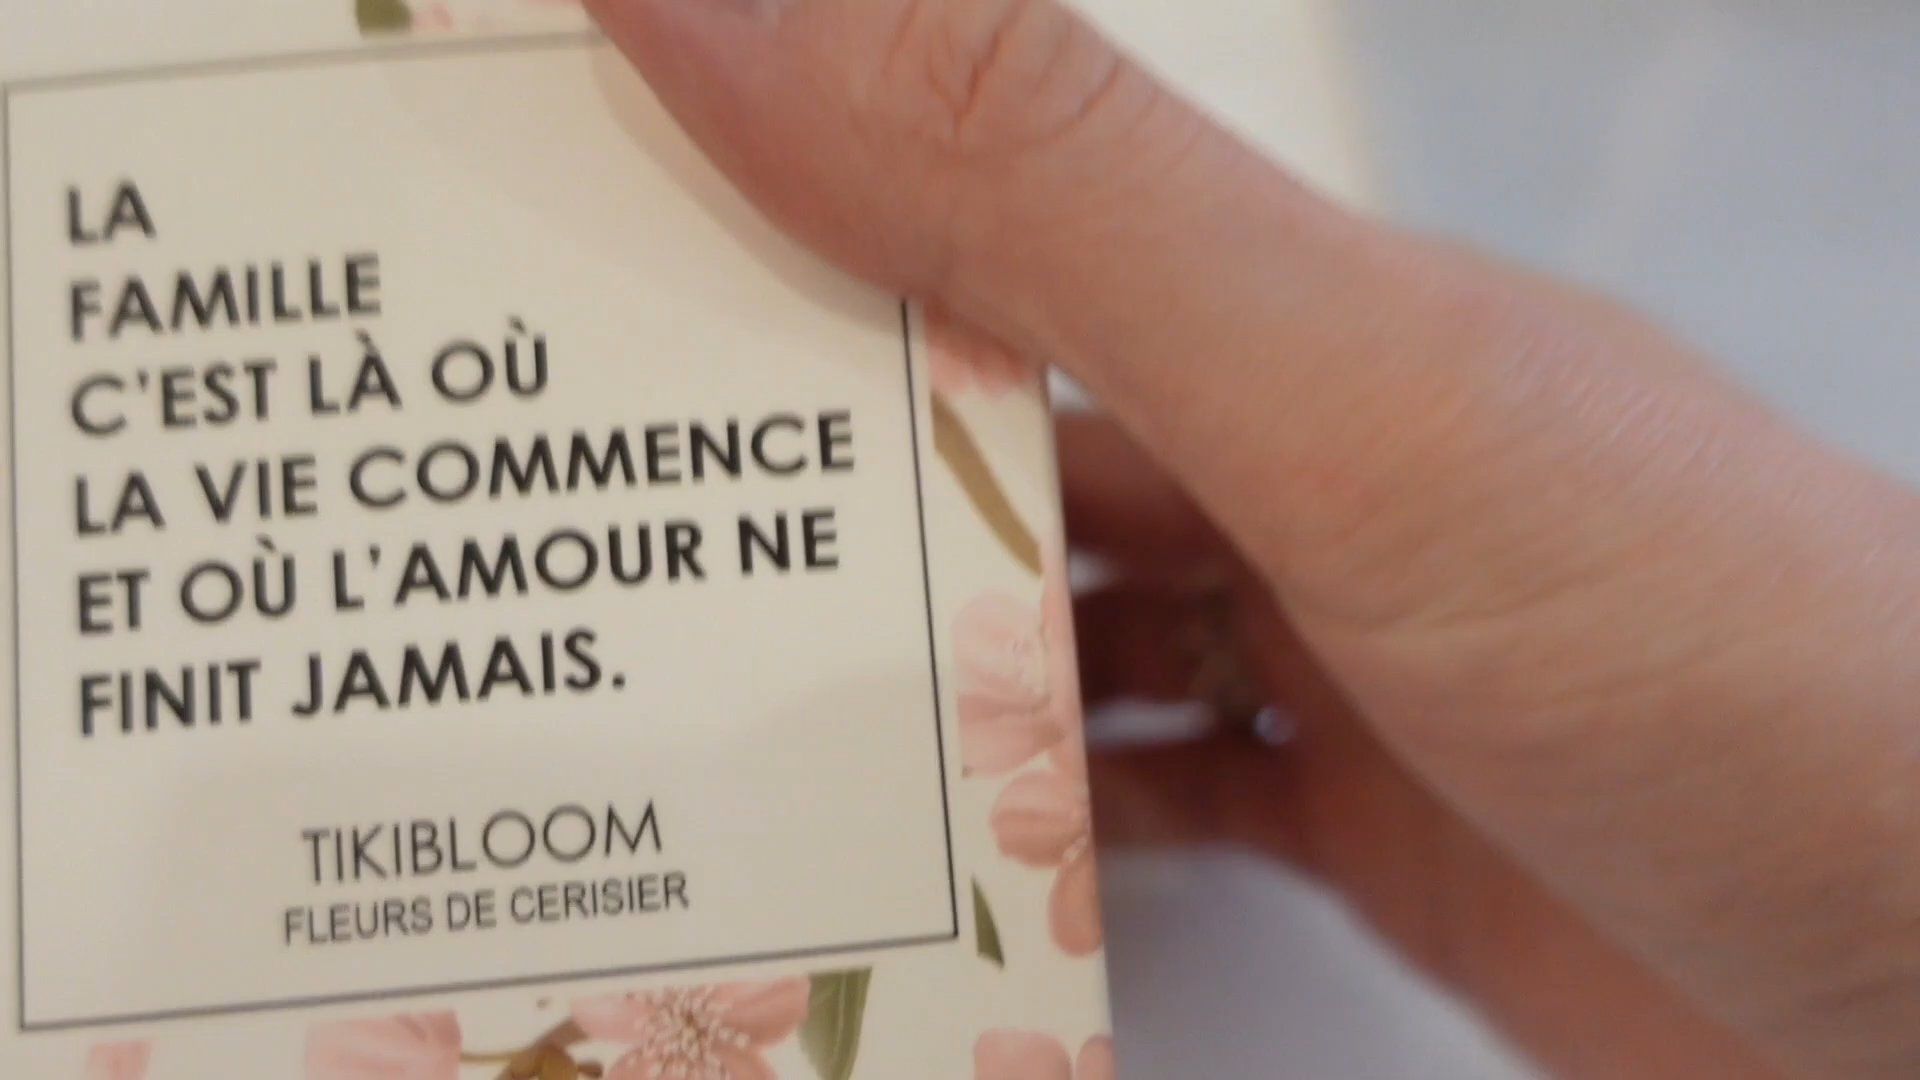 LA
FAMILLE
C'EST LÀ OÙ
LA VIE COMMENCE
ET OÙ L'AMOUR NE
FINIT JAMAIS.
TIKIBLOOM
FLEURS DE CERISIER